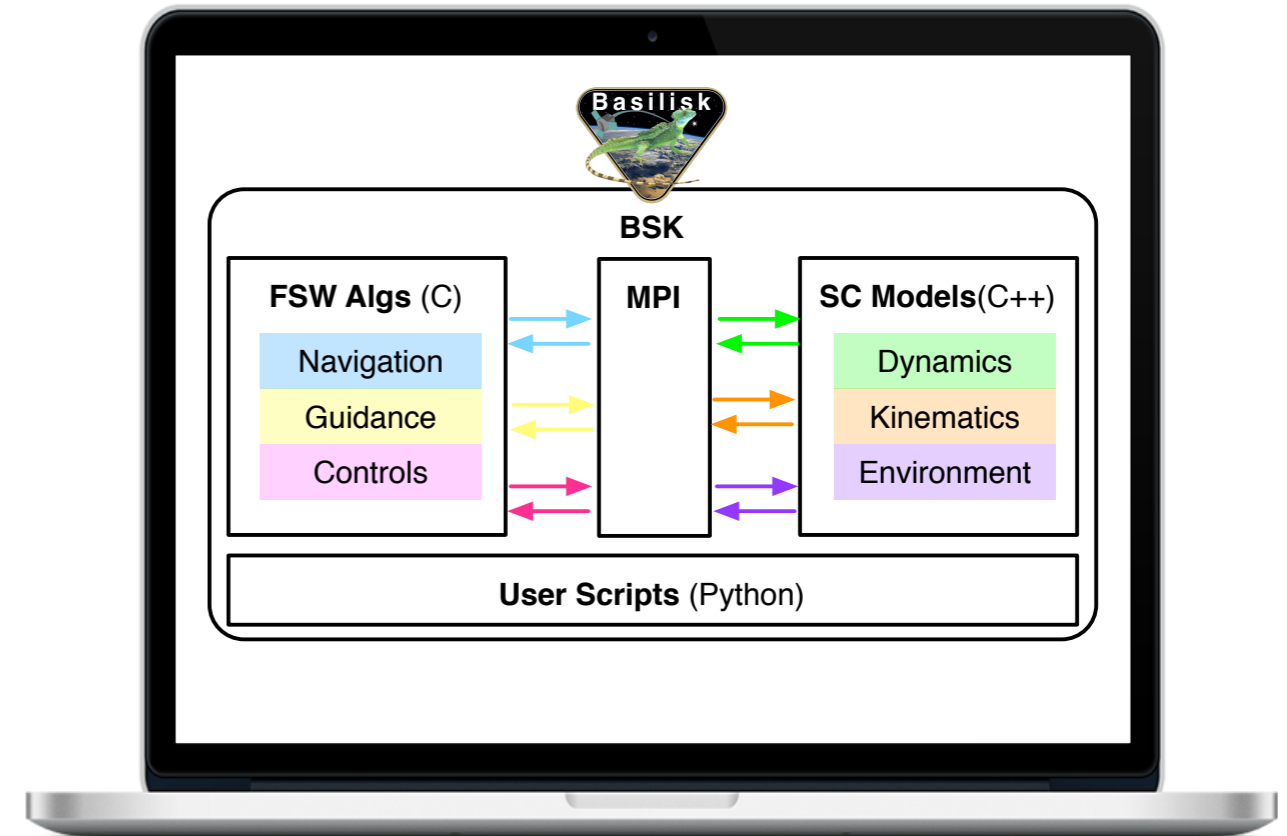 Basilisk
BSK
FSW Algs (C)
Navigation
Guidance
Controls
MPI
SC Models(C++)
Dynamics
Kinematics
Environment
User Scripts (Python)